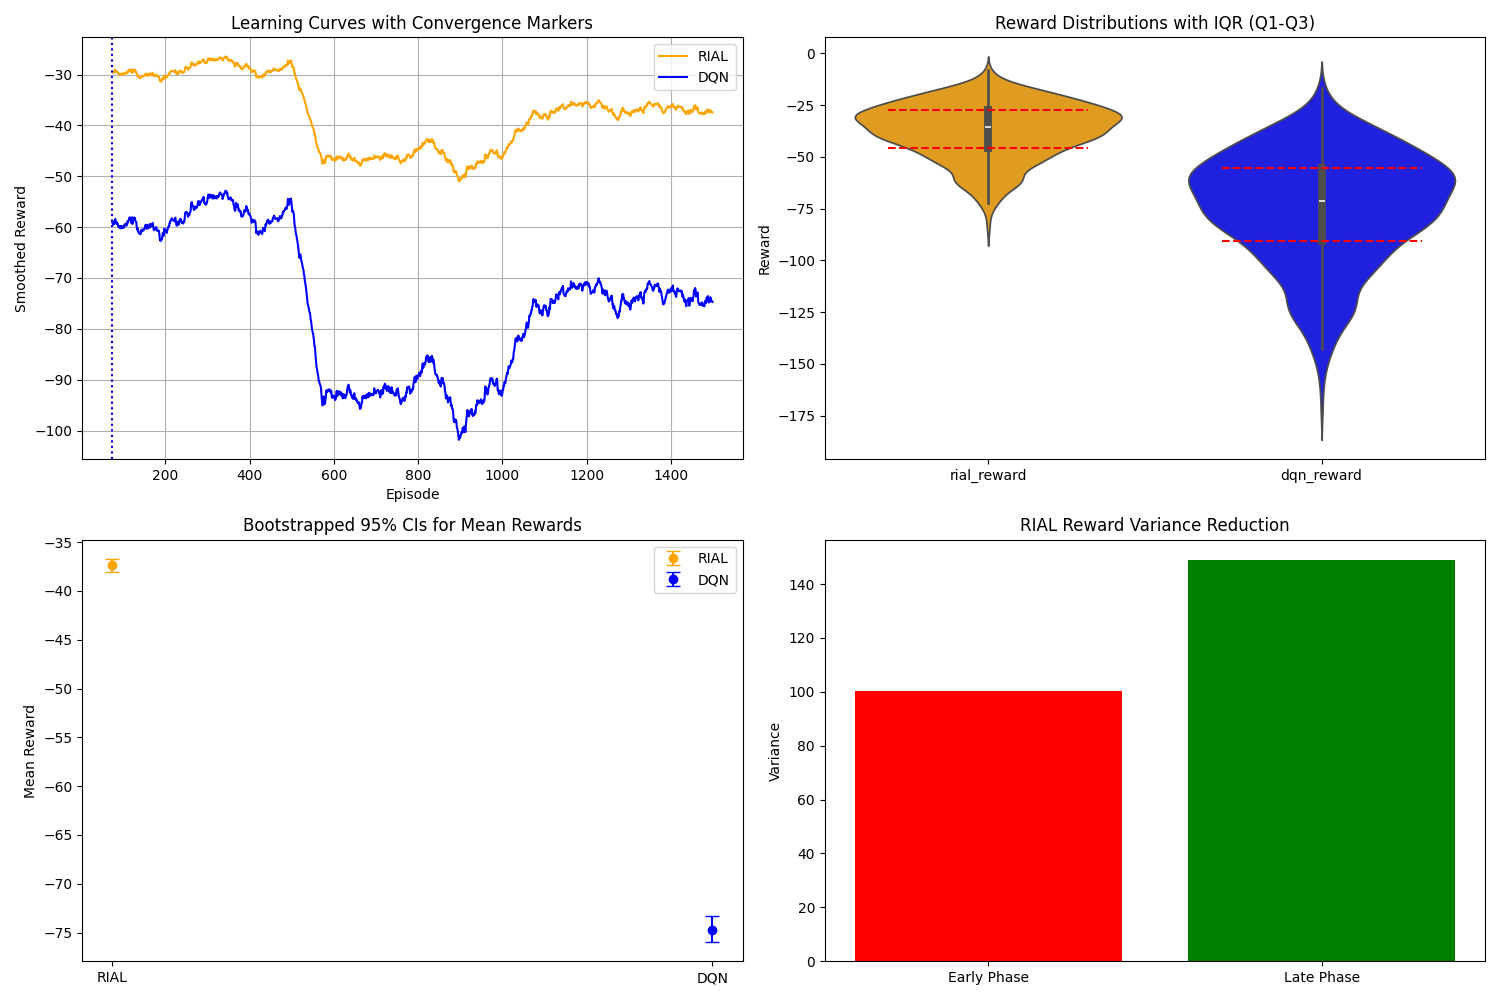 Learning Curves with Convergence Markers
RIAL
DQN
−30
−40
−50
−60
−70
−80
−90
−100
Smoothed Reward
200
400
600
800
1000
1200
1400
Episode
Reward Distributions with IQR (Q1-Q3)
0
−25
−50
−75
−100
−125
−150
−175
Reward
rial_reward
dqn_reward
Bootstrapped 95% CIs for Mean Rewards
RIAL
DQN
−35
−40
−45
−50
−55
−60
−65
−70
−75
Mean Reward
RIAL
DQN
RIAL Reward Variance Reduction
140
120
100
80
60
40
20
0
Variance
Early Phase
Late Phase